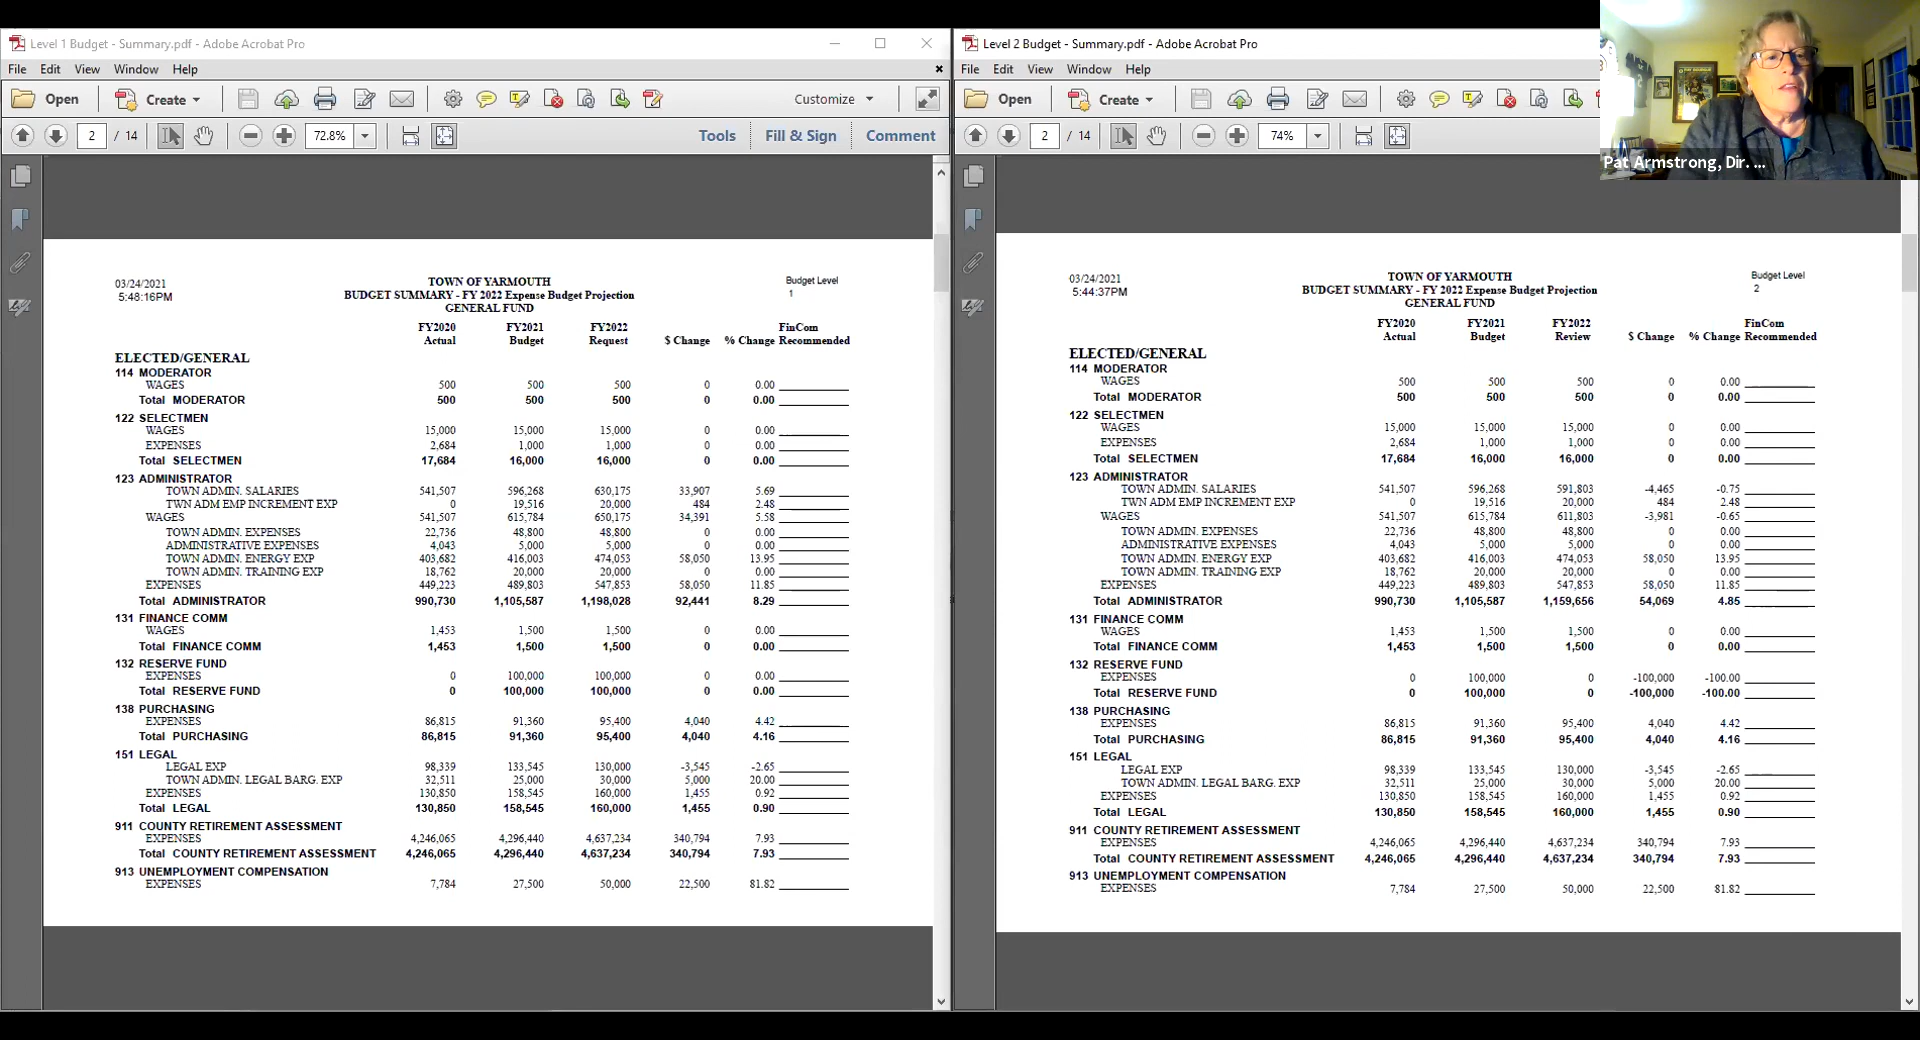 Level 1 Budget - Summary.pdf - Adobe Acrobat Pro
File Edit View Window Help
Open Create Customize
2 / 14 72.8% Tools Fill & Sign Comment
03/24/2021
5:48:16PM
TOWN OF YARMOUTH
BUDGET SUMMARY - FY 2022 Expense Budget Projection
GENERAL FUND
Budget Level
1
FY2020 FY2021 FY2022 FinCom
Actual Budget Request $ Change % Change Recommended
ELECTED/GENERAL
114 MODERATOR
WAGES 500 500 500 0 0.00
Total MODERATOR 500 500 500 0 0.00
122 SELECTMEN
WAGES 15,000 15,000 15,000 0 0.00
EXPENSES 2,684 1,000 1,000 0 0.00
Total SELECTMEN 17,684 16,000 16,000 0 0.00
123 ADMINISTRATOR
TOWN ADMIN. SALARIES 541,507 596,268 630,175 33,907 5.69
TWN ADM EMP INCREMENT EXP 0 19,516 20,000 484 2.48
WAGES 541,507 615,784 650,175 34,391 5.58
TOWN ADMIN. EXPENSES 22,736 48,800 48,800 0 0.00
ADMINISTRATIVE EXPENSES 4,043 5,000 5,000 0 0.00
TOWN ADMIN. ENERGY EXP 403,682 416,003 474,053 58,050 13.95
TOWN ADMIN. TRAINING EXP 18,762 20,000 20,000 0 0.00
EXPENSES 449,223 489,803 547,853 58,050 11.85
Total ADMINISTRATOR 990,730 1,105,587 1,198,028 92,441 8.29
131 FINANCE COMM
WAGES 1,453 1,500 1,500 0 0.00
Total FINANCE COMM 1,453 1,500 1,500 0 0.00
132 RESERVE FUND
EXPENSES 0 100,000 100,000 0 0.00
Total RESERVE FUND 0 100,000 100,000 0 0.00
138 PURCHASING
EXPENSES 86,815 91,360 95,400 4,040 4.42
Total PURCHASING 86,815 91,360 95,400 4,040 4.16
151 LEGAL
LEGAL EXP 98,339 133,545 130,000 -3,545 -2.65
TOWN ADMIN. LEGAL BARG. EXP 32,511 25,000 30,000 5,000 20.00
EXPENSES 130,850 158,545 160,000 1,455 0.92
Total LEGAL 130,850 158,545 160,000 1,455 0.90
911 COUNTY RETIREMENT ASSESSMENT
EXPENSES 4,246,065 4,296,440 4,637,234 340,794 7.93
Total COUNTY RETIREMENT ASSESSMENT 4,246,065 4,296,440 4,637,234 340,794 7.93
913 UNEMPLOYMENT COMPENSATION
EXPENSES 7,784 27,500 50,000 22,500 81.82
Level 2 Budget - Summary.pdf - Adobe Acrobat Pro
File Edit View Window Help
Open Create
2 / 14 74%
Pat Armstrong, Dir. ...
03/24/2021
5:44:37PM
TOWN OF YARMOUTH
BUDGET SUMMARY - FY 2022 Expense Budget Projection
GENERAL FUND
Budget Level
2
FY2020 FY2021 FY2022 FinCom
Actual Budget Review $ Change % Change Recommended
ELECTED/GENERAL
114 MODERATOR
WAGES 500 500 500 0 0.00
Total MODERATOR 500 500 500 0 0.00
122 SELECTMEN
WAGES 15,000 15,000 15,000 0 0.00
EXPENSES 2,684 1,000 1,000 0 0.00
Total SELECTMEN 17,684 16,000 16,000 0 0.00
123 ADMINISTRATOR
TOWN ADMIN. SALARIES 541,507 596,268 591,803 -4,465 -0.75
TWN ADM EMP INCREMENT EXP 0 19,516 20,000 484 2.48
WAGES 541,507 615,784 611,803 -3,981 -0.65
TOWN ADMIN. EXPENSES 22,736 48,800 48,800 0 0.00
ADMINISTRATIVE EXPENSES 4,043 5,000 5,000 0 0.00
TOWN ADMIN. ENERGY EXP 403,682 416,003 474,053 58,050 13.95
TOWN ADMIN. TRAINING EXP 18,762 20,000 20,000 0 0.00
EXPENSES 449,223 489,803 547,853 58,050 11.85
Total ADMINISTRATOR 990,730 1,105,587 1,159,656 54,069 4.85
131 FINANCE COMM
WAGES 1,453 1,500 1,500 0 0.00
Total FINANCE COMM 1,453 1,500 1,500 0 0.00
132 RESERVE FUND
EXPENSES 0 100,000 0 -100,000 -100.00
Total RESERVE FUND 0 100,000 0 -100,000 -100.00
138 PURCHASING
EXPENSES 86,815 91,360 95,400 4,040 4.42
Total PURCHASING 86,815 91,360 95,400 4,040 4.16
151 LEGAL
LEGAL EXP 98,339 133,545 130,000 -3,545 -2.65
TOWN ADMIN. LEGAL BARG. EXP 32,511 25,000 30,000 5,000 20.00
EXPENSES 130,850 158,545 160,000 1,455 0.92
Total LEGAL 130,850 158,545 160,000 1,455 0.90
911 COUNTY RETIREMENT ASSESSMENT
EXPENSES 4,246,065 4,296,440 4,637,234 340,794 7.93
Total COUNTY RETIREMENT ASSESSMENT 4,246,065 4,296,440 4,637,234 340,794 7.93
913 UNEMPLOYMENT COMPENSATION
EXPENSES 7,784 27,500 50,000 22,500 81.82